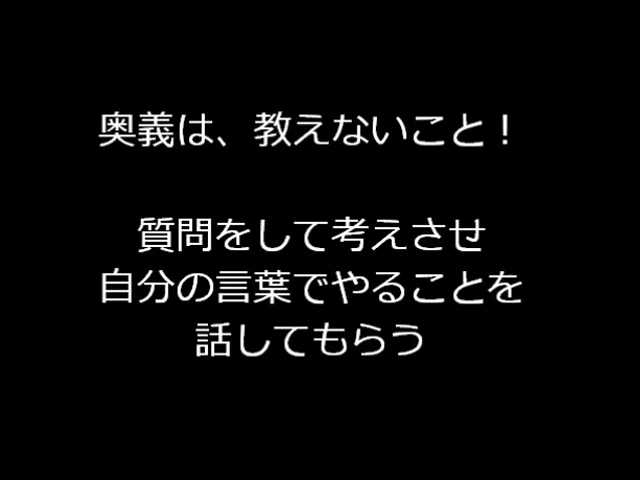 奥義は、教えないこと！
質問をして考えさせ
自分の言葉でやることを
話してもらう